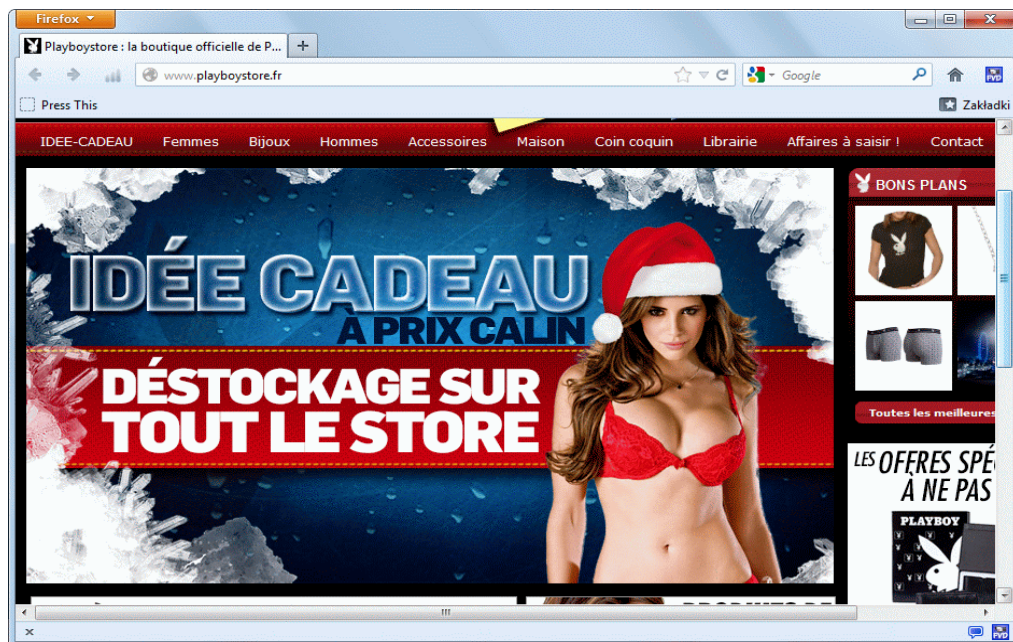 Firefox
Playboystore : la boutique officielle de P...
www.playboystore.fr
Google
Press This
Zakładki
IDEE-CADEAU Femmes Bijoux Hommes Accessoires Maison Coin coquin Librairie Affaires à saisir ! Contact
IDÉE CADEAU
À PRIX CALIN
DÉSTOCKAGE SUR
TOUT LE STORE
BONS PLANS
Toutes les meilleures
LES OFFRES SPÉ
À NE PAS
PLAYBOY
FVD
FVD